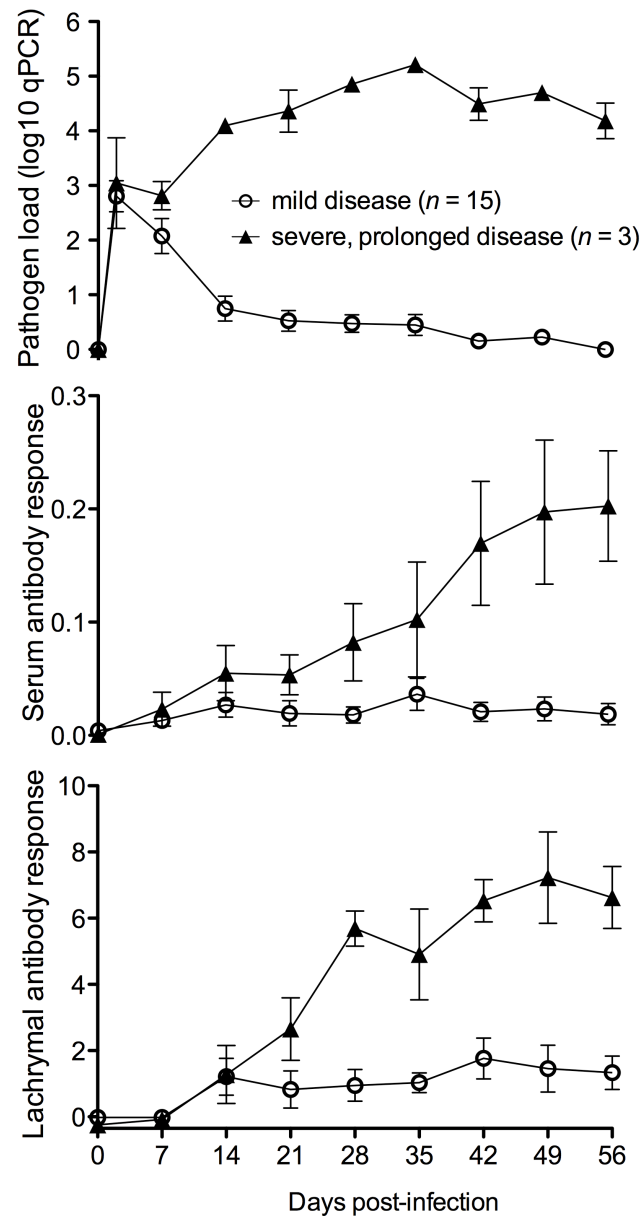 Pathogen load (log10 qPCR)
6
5
4
3
2
1
0
mild disease (n = 15)
severe, prolonged disease (n = 3)
Serum antibody response
0.3
0.2
0.1
0.0
Lachrymal antibody response
10
8
6
4
2
0
0 7 14 21 28 35 42 49 56
Days post-infection